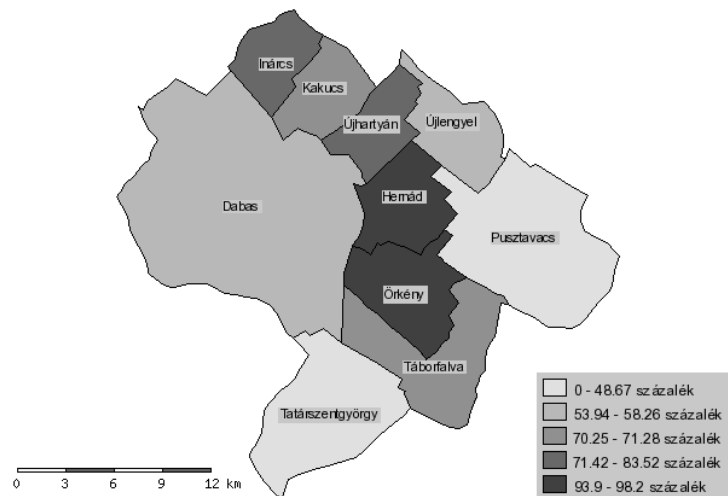 Inárcs
Kakucs
Újhartyán
Újlengyel
Hernád
Dabas
Pusztavacs
Örkény
Táborfalva
Tatárszentgyörgy
0 - 48.67 százalék
53.94 - 58.26 százalék
70.25 - 71.28 százalék
71.42 - 83.52 százalék
93.9 - 98.2 százalék
0 3 6 9 12 km